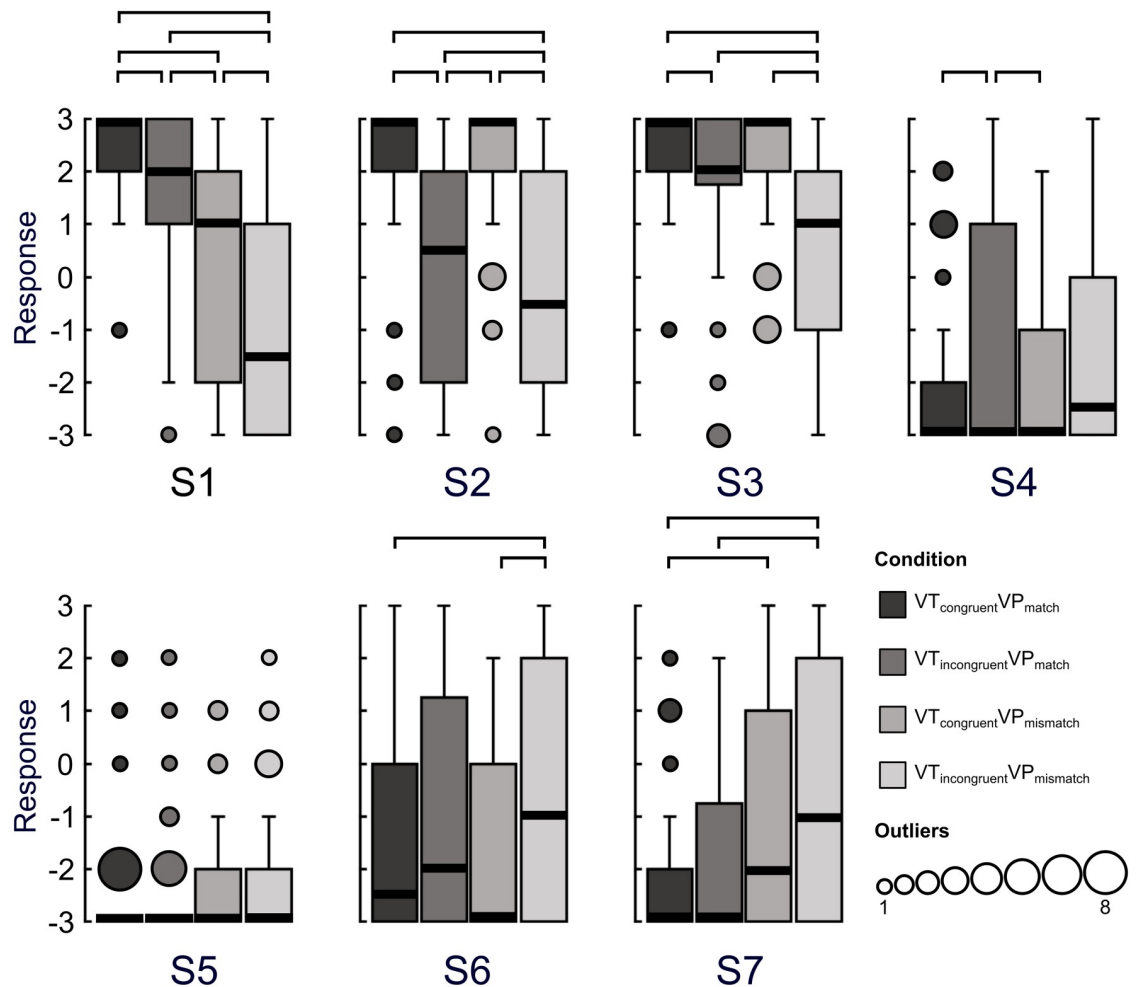 Response
3
2
1
0
-1
-2
-3
S1
S2
S3
S4
Response
3
2
1
0
-1
-2
-3
S5
S6
S7
Condition
VTcongruentVPmatch
VTincongruentVPmatch
VTcongruentVPmismatch
VTincongruentVPmismatch
Outliers
1 8